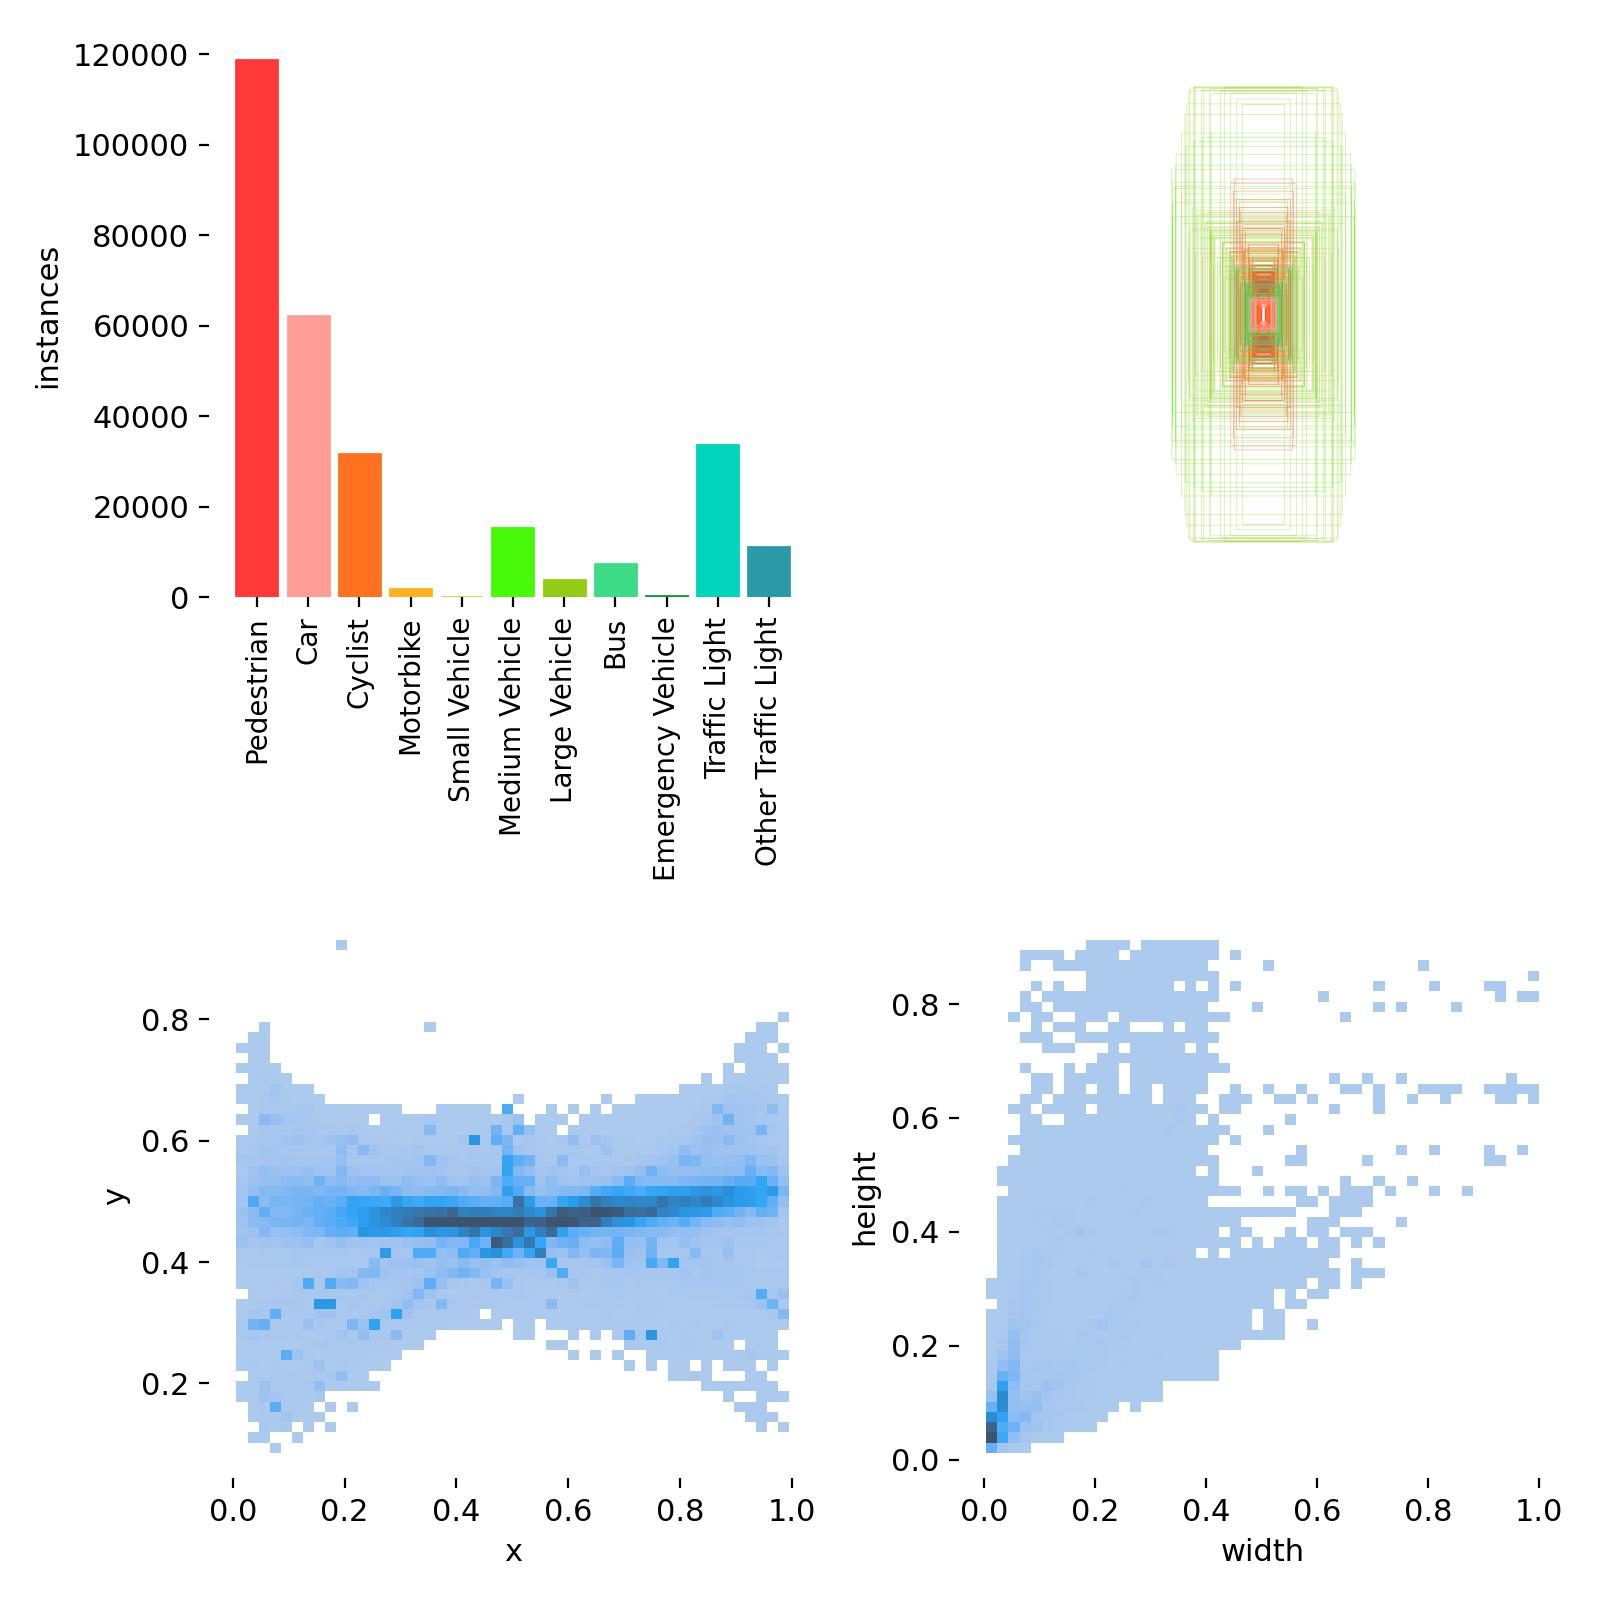 120000
100000
80000
60000
40000
20000
0
instances
Pedestrian
Car
Cyclist
Motorbike
Small Vehicle
Medium Vehicle
Large Vehicle
Bus
Emergency Vehicle
Traffic Light
Other Traffic Light
0.8
0.6
0.4
0.2
y
0.0 0.2 0.4 0.6 0.8 1.0
x
0.8
0.6
0.4
0.2
0.0
height
0.0 0.2 0.4 0.6 0.8 1.0
width